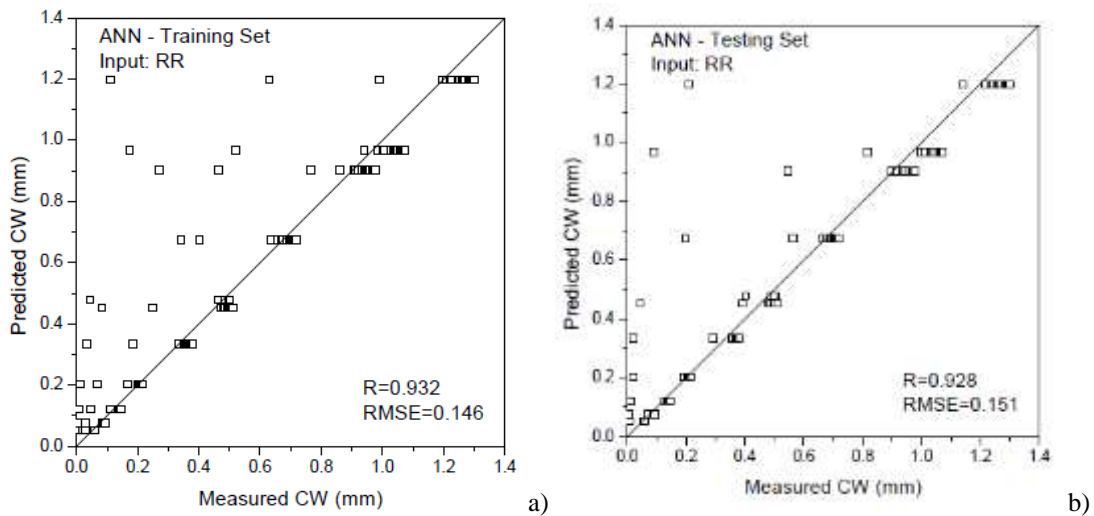 ANN - Training Set
Input: RR
Predicted CW (mm)
1.4
1.2
1.0
0.8
0.6
0.4
0.2
0.0
R=0.932
RMSE=0.146
0.0 0.2 0.4 0.6 0.8 1.0 1.2 1.4
Measured CW (mm)
a)
ANN - Testing Set
Input: RR
Predicted CW (mm)
1.4
1.2
1.0
0.8
0.6
0.4
0.2
0.0
R=0.928
RMSE=0.151
0.0 0.2 0.4 0.6 0.8 1.0 1.2 1.4
Measured CW (mm)
b)